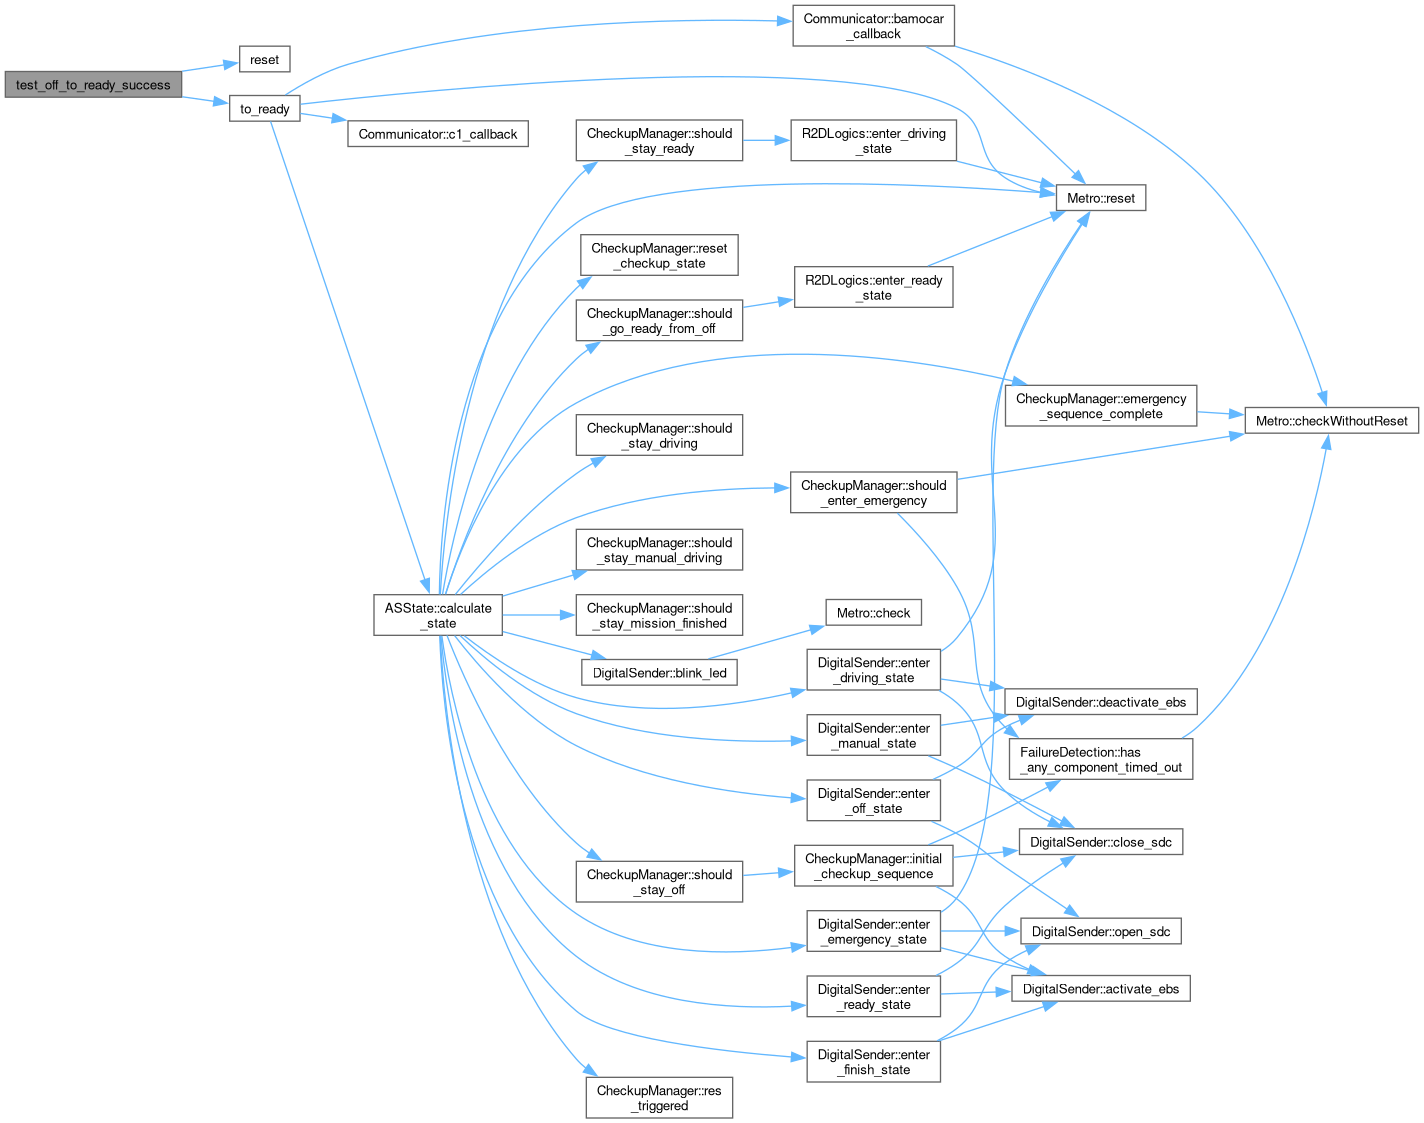 test_off_to_ready_success
reset
to_ready
Communicator::bamocar
_callback
Communicator::c1_callback
ASState::calculate
_state
CheckupManager::should
_stay_ready
R2DLogics::enter_driving
_state
Metro::reset
CheckupManager::reset
_checkup_state
CheckupManager::should
_go_ready_from_off
R2DLogics::enter_ready
_state
CheckupManager::emergency
_sequence_complete
Metro::checkWithoutReset
CheckupManager::should
_stay_driving
CheckupManager::should
_enter_emergency
CheckupManager::should
_stay_manual_driving
CheckupManager::should
_stay_mission_finished
Metro::check
DigitalSender::blink_led
DigitalSender::enter
_driving_state
DigitalSender::deactivate_ebs
DigitalSender::enter
_manual_state
FailureDetection::has
_any_component_timed_out
DigitalSender::enter
_off_state
DigitalSender::close_sdc
CheckupManager::initial
_checkup_sequence
CheckupManager::should
_stay_off
DigitalSender::enter
_emergency_state
DigitalSender::open_sdc
DigitalSender::enter
_ready_state
DigitalSender::activate_ebs
DigitalSender::enter
_finish_state
CheckupManager::res
_triggered